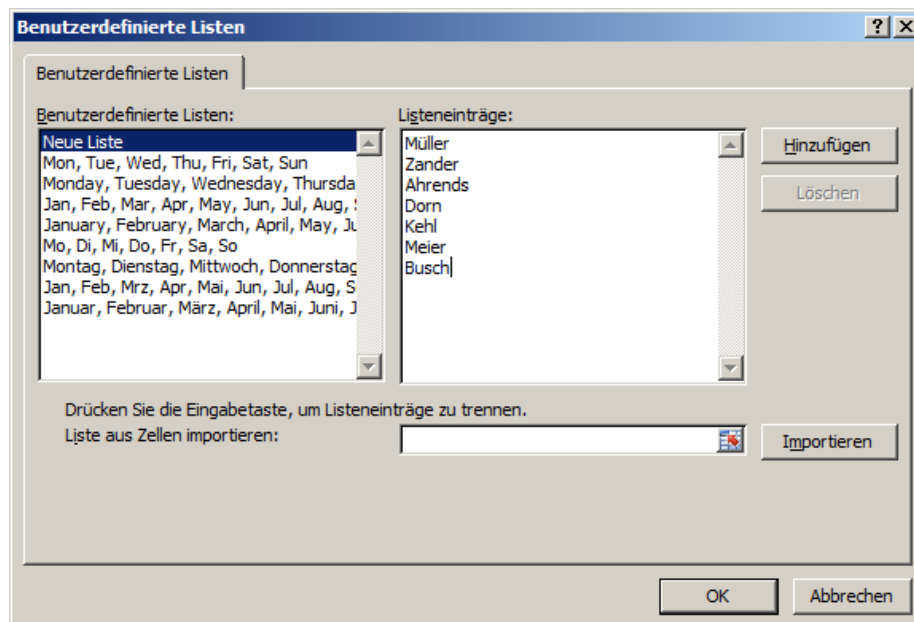 Benutzerdefinierte Listen
Benutzerdefinierte Listen
Benutzerdefinierte Listen:
Neue Liste
Mon, Tue, Wed, Thu, Fri, Sat, Sun
Monday, Tuesday, Wednesday, Thursda
Jan, Feb, Mar, Apr, May, Jun, Jul, Aug, S
January, February, March, April, May, Ju
Mo, Di, Mi, Do, Fr, Sa, So
Montag, Dienstag, Mittwoch, Donnerstag
Jan, Feb, Mrz, Apr, Mai, Jun, Jul, Aug, S
Januar, Februar, März, April, Mai, Juni, J
Listeneinträge:
Müller
Zander
Ahrends
Dorn
Kehl
Meier
Busch
Hinzufügen
Löschen
Drücken Sie die Eingabetaste, um Listeneinträge zu trennen.
Liste aus Zellen importieren:
Importieren
OK
Abbrechen